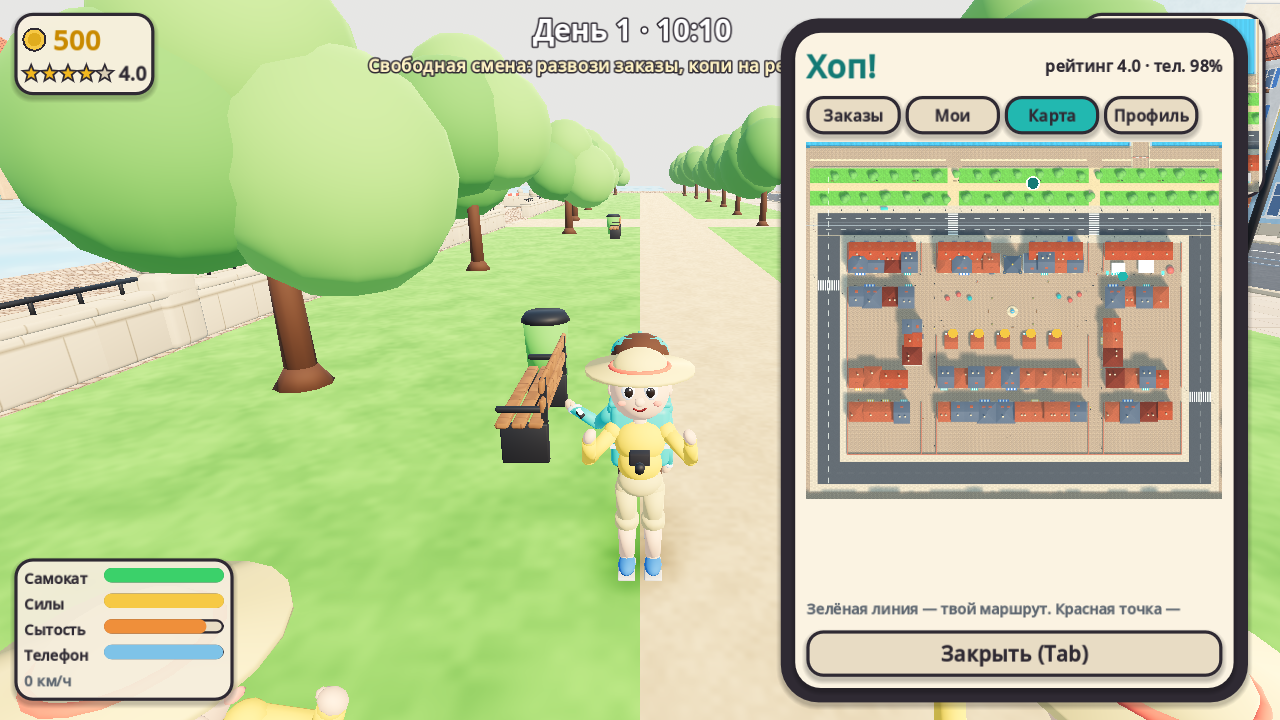 500
4.0
День 1 · 10:10
Свободная смена: развози заказы, копи на ре
Хоп!
рейтинг 4.0 · тел. 98%
Заказы
Мои
Карта
Профиль
Зелёная линия — твой маршрут. Красная точка —
Закрыть (Tab)
Самокат
Силы
Сытость
Телефон
0 км/ч